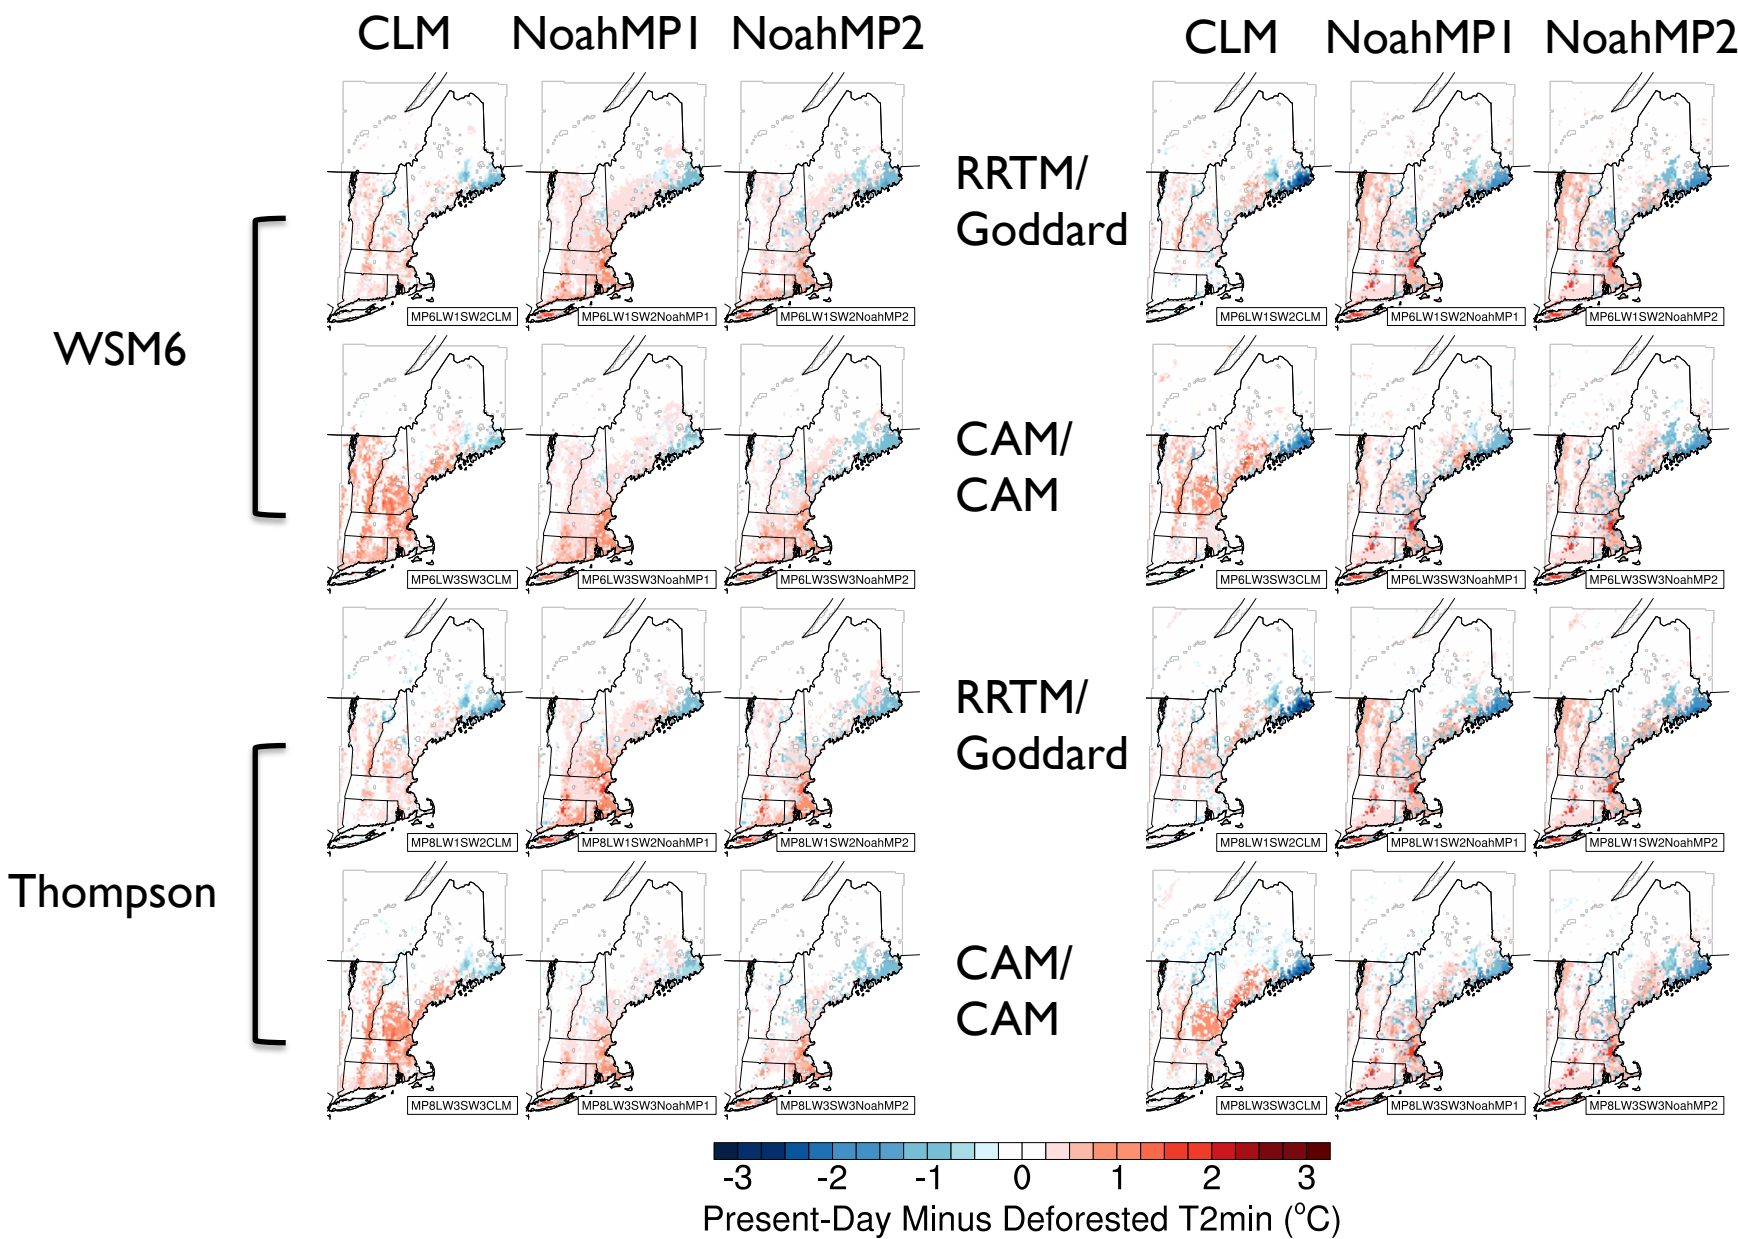 CLM NoahMP1 NoahMP2 CLM NoahMP1 NoahMP2
RRTM/
Goddard
MP6LW1SW2CLM MP6LW1SW2NoahMP1 MP6LW1SW2NoahMP2 MP6LW1SW2CLM MP6LW1SW2NoahMP1 MP6LW1SW2NoahMP2
WSM6
CAM/
CAM
MP6LW3SW3CLM MP6LW3SW3NoahMP1 MP6LW3SW3NoahMP2 MP6LW3SW3CLM MP6LW3SW3NoahMP1 MP6LW3SW3NoahMP2
RRTM/
Goddard
MP8LW1SW2CLM MP8LW1SW2NoahMP1 MP8LW1SW2NoahMP2 MP8LW1SW2CLM MP8LW1SW2NoahMP1 MP8LW1SW2NoahMP2
Thompson
CAM/
CAM
MP8LW3SW3CLM MP8LW3SW3NoahMP1 MP8LW3SW3NoahMP2 MP8LW3SW3CLM MP8LW3SW3NoahMP1 MP8LW3SW3NoahMP2
-3 -2 -1 0 1 2 3
Present-Day Minus Deforested T2min (°C)